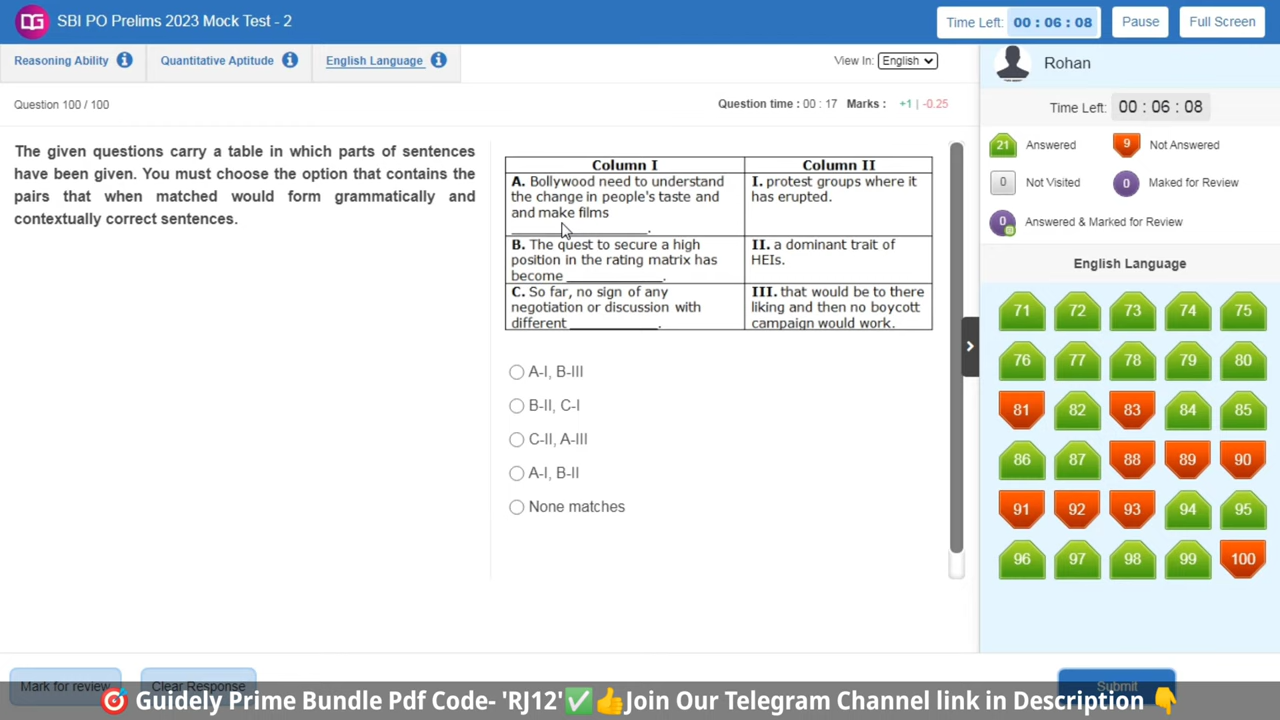 SBI PO Prelims 2023 Mock Test - 2
Time Left: 00 : 06 : 08
Pause
Full Screen
Reasoning Ability
Quantitative Aptitude
English Language
View In: English
Rohan
Question 100 / 100
Question time : 00 : 17 Marks : +1 | -0.25
Time Left: 00 : 06 : 08
The given questions carry a table in which parts of sentences
have been given. You must choose the option that contains the
pairs that when matched would form grammatically and
contextually correct sentences.
Column I
Column II
A. Bollywood need to understand
the change in people's taste and
and make films
____________________.
I. protest groups where it
has erupted.
B. The quest to secure a high
position in the rating matrix has
become ______________.
II. a dominant trait of
HEIs.
C. So far, no sign of any
negotiation or discussion with
different _____________.
III. that would be to there
liking and then no boycott
campaign would work.
A-I, B-III
B-II, C-I
C-II, A-III
A-I, B-II
None matches
21 Answered
9 Not Answered
0 Not Visited
0 Maked for Review
0 Answered & Marked for Review
English Language
71 72 73 74 75
76 77 78 79 80
81 82 83 84 85
86 87 88 89 90
91 92 93 94 95
96 97 98 99 100
Mark for review
Clear Response
Submit
Guidely Prime Bundle Pdf Code- 'RJ12' Join Our Telegram Channel link in Description